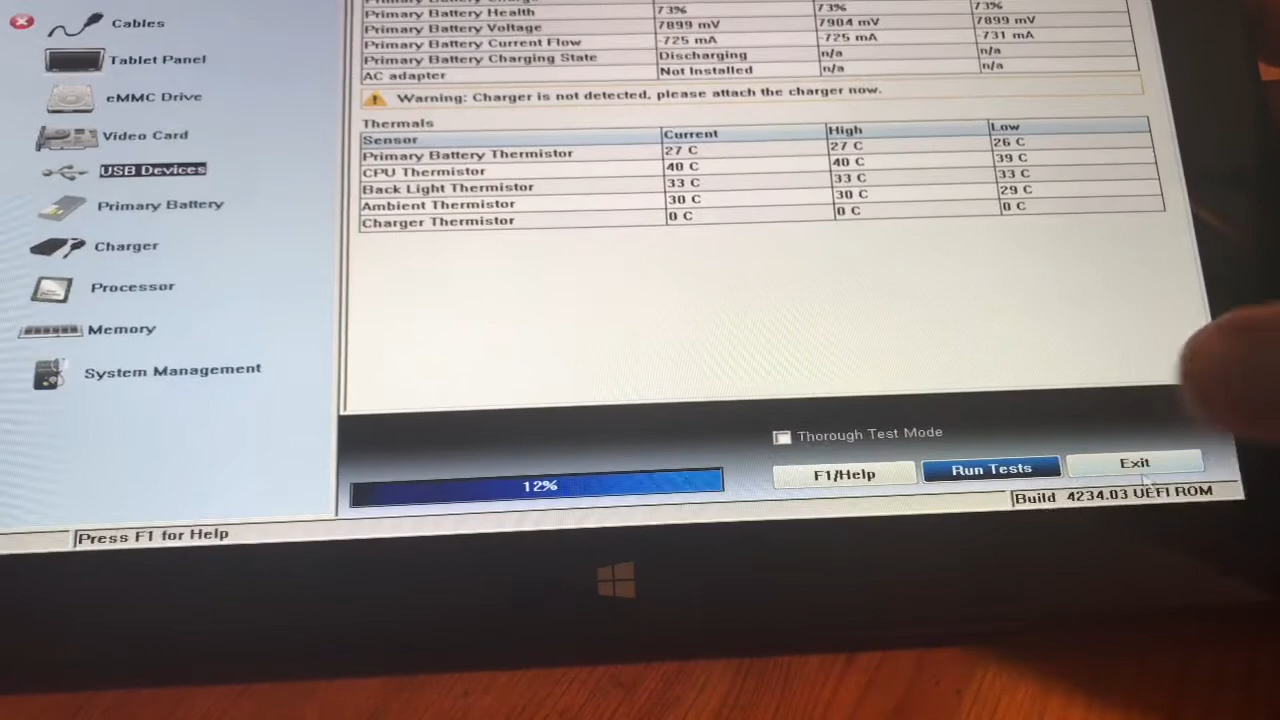 Cables
Tablet Panel
eMMC Drive
Video Card
USB Devices
Primary Battery
Charger
Processor
Memory
System Management
Press F1 for Help
73% 73% 73%
Primary Battery Health
Primary Battery Voltage 7899 mV 7904 mV 7899 mV
Primary Battery Current Flow -725 mA -725 mA -731 mA
Primary Battery Charging State Discharging n/a n/a
AC adapter Not Installed n/a n/a
Warning: Charger is not detected, please attach the charger now.
Thermals
Sensor Current High Low
Primary Battery Thermistor 27 C 27 C 26 C
CPU Thermistor 40 C 40 C 39 C
Back Light Thermistor 33 C 33 C 33 C
Ambient Thermistor 30 C 30 C 29 C
Charger Thermistor 0 C 0 C 0 C
Thorough Test Mode
12%
F1/Help
Run Tests
Exit
Build 4234.03 UEFI ROM